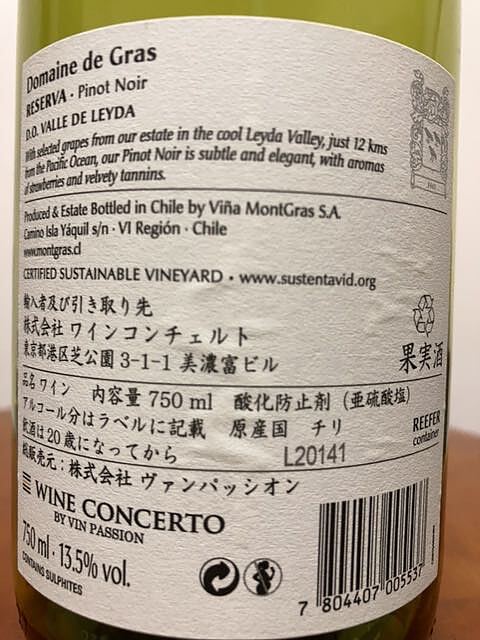 Domaine de Gras
RESERVA - Pinot Noir
D.O. VALLE DE LEYDA
With selected grapes from our estate in the cool Leyda Valley, just 12 kms
from the Pacific Ocean, our Pinot Noir is subtle and elegant, with aromas
of strawberries and velvety tannins.
Produced & Estate Bottled in Chile by Viña MontGras S.A.
Camino Isla Yáquil s/n · VI Región · Chile
www.montgras.cl
CERTIFIED SUSTAINABLE VINEYARD · www.sustentavid.org
輸入者及び引き取り先
株式会社 ワインコンチェルト
東京都港区芝公園 3-1-1 美濃富ビル
果実酒
品名 ワイン 内容量 750 ml 酸化防止剤（亜硫酸塩）
アルコール分はラベルに記載 原産国 チリ
飲酒は20歳になってから
L20141
REEFER
container
総販売元：株式会社 ヴァンパッシオン
WINE CONCERTO
BY VIN PASSION
750 ml · 13.5% vol.
CONTAINS SULPHITES
7 804407 005537